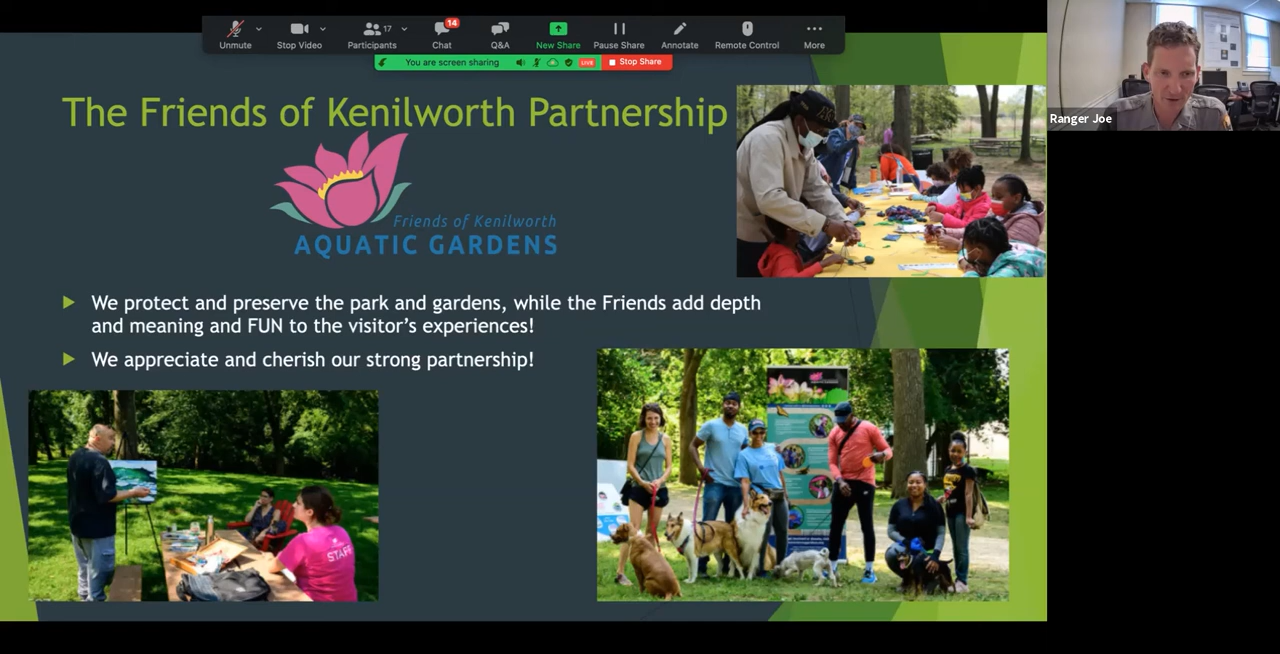 Unmute
Stop Video
17
Participants
14
Chat
Q&A
New Share
Pause Share
Annotate
Remote Control
More
You are screen sharing
LIVE
Stop Share
Ranger Joe
The Friends of Kenilworth Partnership
Friends of Kenilworth
AQUATIC GARDENS
We protect and preserve the park and gardens, while the Friends add depth
and meaning and FUN to the visitor's experiences!
We appreciate and cherish our strong partnership!
STAFF